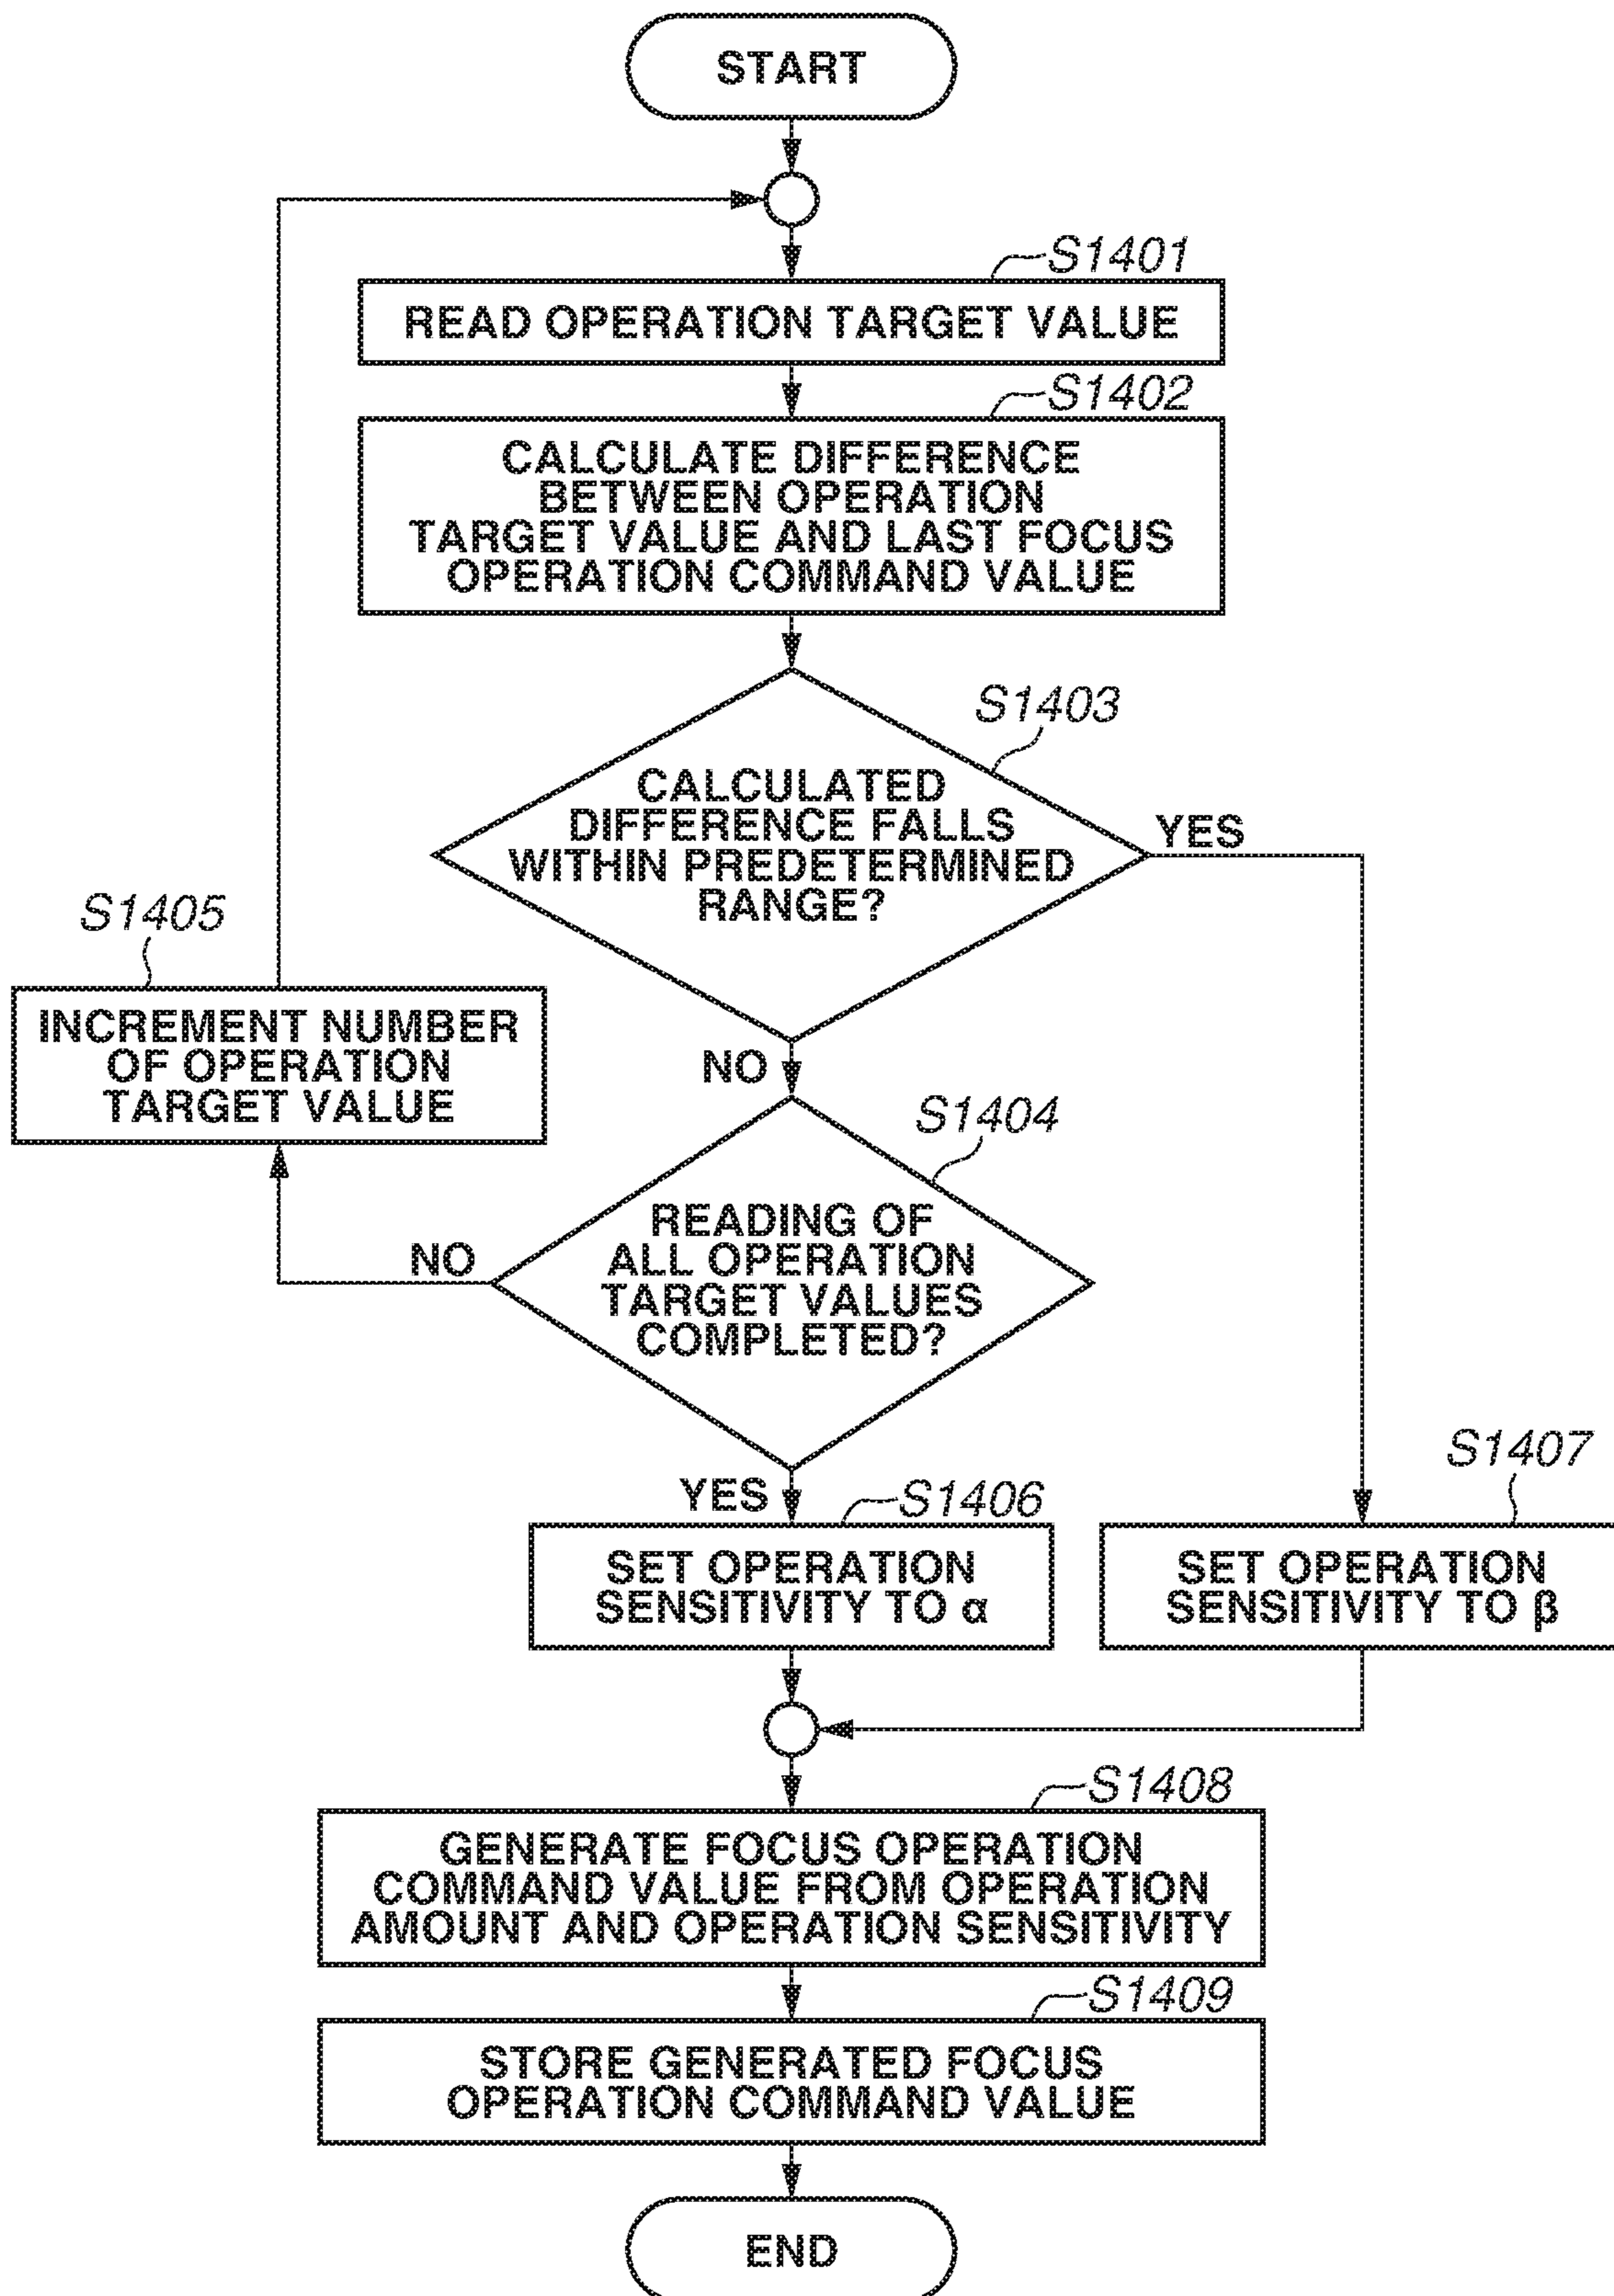 START
S1401
READ OPERATION TARGET VALUE
S1402
CALCULATE DIFFERENCE
BETWEEN OPERATION
TARGET VALUE AND LAST FOCUS
OPERATION COMMAND VALUE
S1403
CALCULATED
DIFFERENCE FALLS
WITHIN PREDETERMINED
RANGE?
YES
NO
S1405
INCREMENT NUMBER
OF OPERATION
TARGET VALUE
S1404
READING OF
ALL OPERATION
TARGET VALUES
COMPLETED?
NO
YES
S1406
SET OPERATION
SENSITIVITY TO α
S1407
SET OPERATION
SENSITIVITY TO β
S1408
GENERATE FOCUS OPERATION
COMMAND VALUE FROM OPERATION
AMOUNT AND OPERATION SENSITIVITY
S1409
STORE GENERATED FOCUS
OPERATION COMMAND VALUE
END